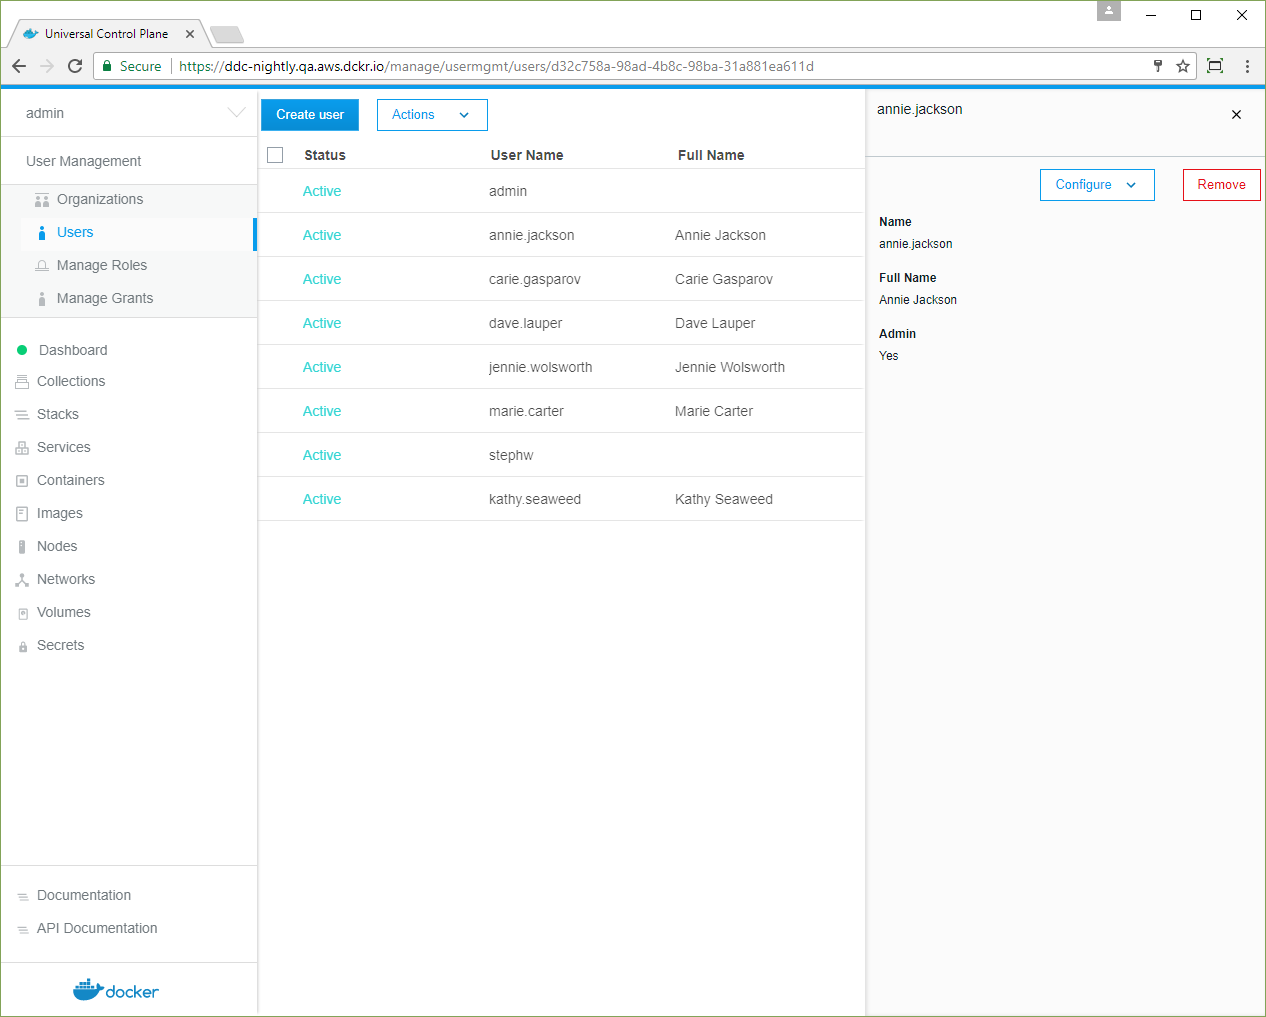 Universal Control Plane
Secure
https://ddc-nightly.qa.aws.dckr.io/manage/usermgmt/users/d32c758a-98ad-4b8c-98ba-31a881ea611d
admin
User Management
Organizations
Users
Manage Roles
Manage Grants
Dashboard
Collections
Stacks
Services
Containers
Images
Nodes
Networks
Volumes
Secrets
Documentation
API Documentation
docker
Create user Actions
Status User Name Full Name
Active admin
Active annie.jackson Annie Jackson
Active carie.gasparov Carie Gasparov
Active dave.lauper Dave Lauper
Active jennie.wolsworth Jennie Wolsworth
Active marie.carter Marie Carter
Active stephw
Active kathy.seaweed Kathy Seaweed
annie.jackson
Configure Remove
Name
annie.jackson
Full Name
Annie Jackson
Admin
Yes